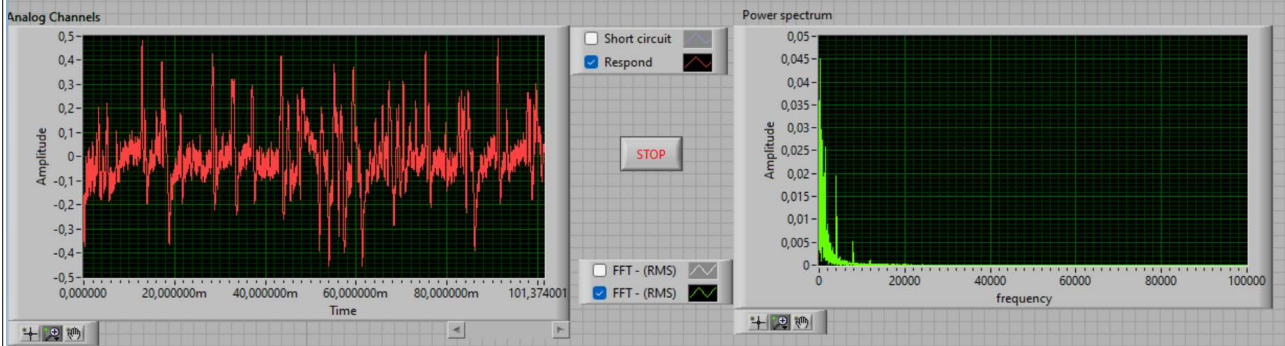 Analog Channels
0,5
0,4
0,3
0,2
0,1
0
-0,1
-0,2
-0,3
-0,4
-0,5
Amplitude
0,000000
20,000000m
40,000000m
60,000000m
80,000000m
101,374001
Time
Short circuit
Respond
STOP
FFT - (RMS)
FFT - (RMS)
Power spectrum
0,05
0,045
0,04
0,035
0,03
0,025
0,02
0,015
0,01
0,005
0
Amplitude
0
20000
40000
60000
80000
100000
frequency